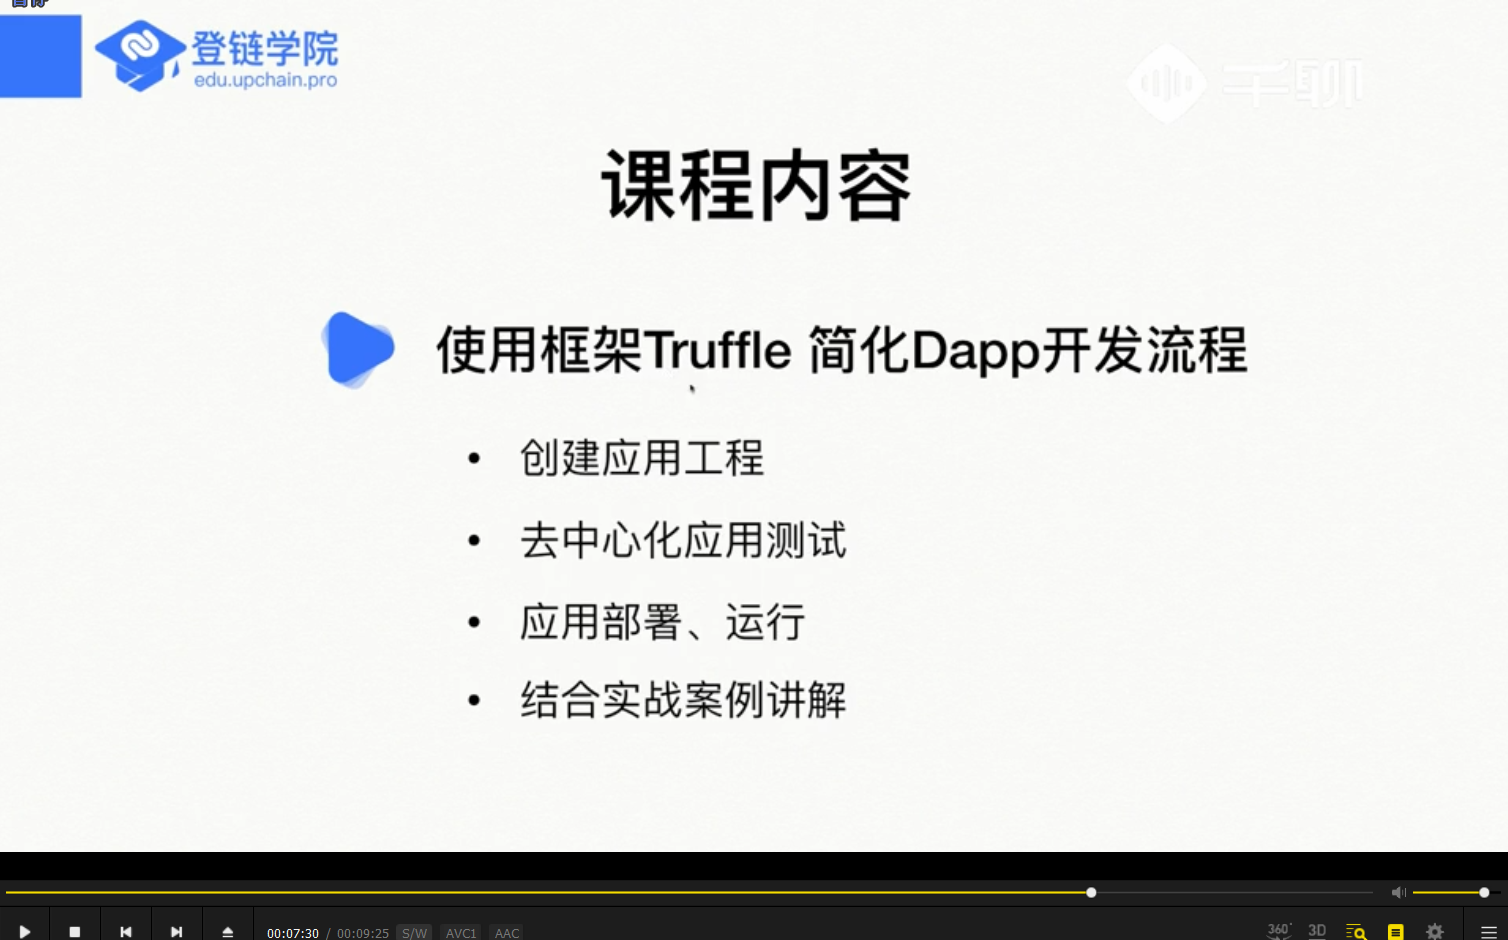 暂停
登链学院
edu.upchain.pro
千聊
课程内容
使用框架Truffle 简化Dapp开发流程
• 创建应用工程
• 去中心化应用测试
• 应用部署、运行
• 结合实战案例讲解
00:07:30 / 00:09:25 S/W AVC1 AAC
360° 3D